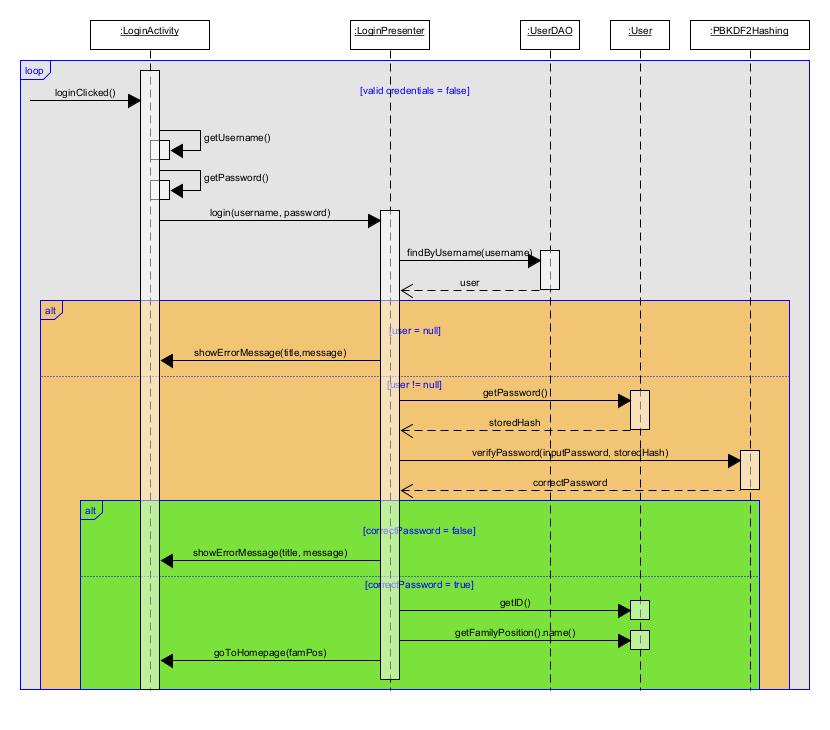 :LoginActivity
:LoginPresenter
:UserDAO
:User
:PBKDF2Hashing
loop
[valid credentials = false]
loginClicked()
getUsername()
getPassword()
login(username, password)
findByUsername(username)
user
alt
[user = null]
showErrorMessage(title,message)
[user != null]
getPassword()
storedHash
verifyPassword(inputPassword, storedHash)
correctPassword
alt
[correctPassword = false]
showErrorMessage(title, message)
[correctPassword = true]
getID()
getFamilyPosition().name()
goToHomepage(famPos)